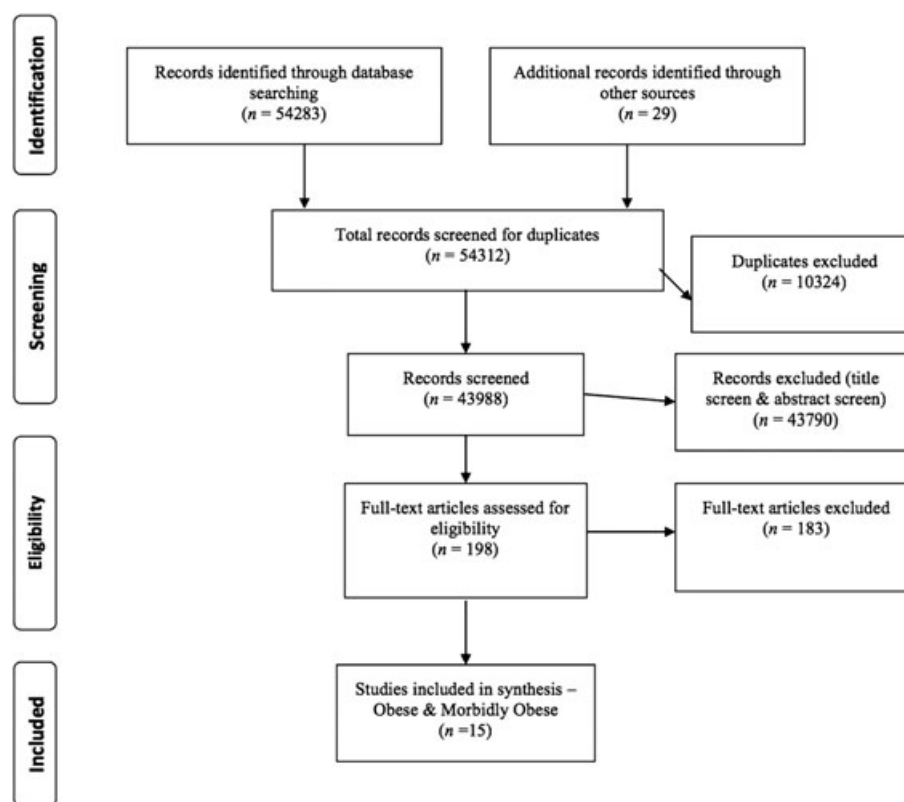 Identification
Records identified through database
searching
(n = 54283)
Additional records identified through
other sources
(n = 29)
Screening
Total records screened for duplicates
(n = 54312)
Duplicates excluded
(n = 10324)
Records screened
(n = 43988)
Records excluded (title
screen & abstract screen)
(n = 43790)
Eligibility
Full-text articles assessed for
eligibility
(n = 198)
Full-text articles excluded
(n = 183)
Included
Studies included in synthesis –
Obese & Morbidly Obese
(n =15)